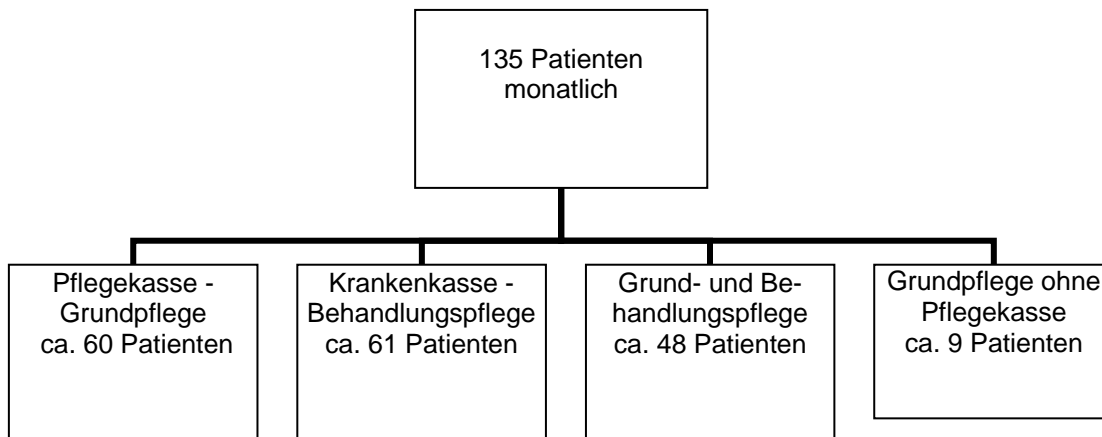 135 Patienten
monatlich
Pflegekasse -
Grundpflege
ca. 60 Patienten
Krankenkasse -
Behandlungspflege
ca. 61 Patienten
Grund- und Be-
handlungspflege
ca. 48 Patienten
Grundpflege ohne
Pflegekasse
ca. 9 Patienten